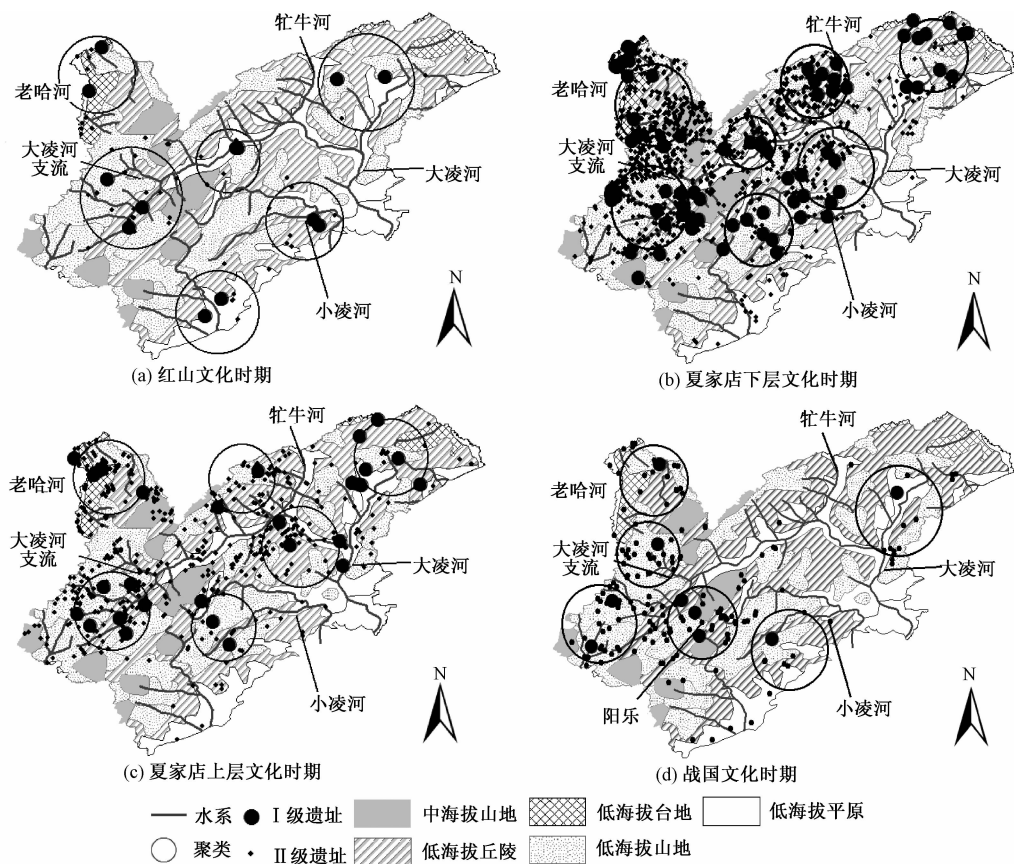 牤牛河
老哈河
大凌河
支流
大凌河
小凌河
N
(a) 红山文化时期
牤牛河
老哈河
大凌河
支流
大凌河
小凌河
N
(b) 夏家店下层文化时期
牤牛河
老哈河
大凌河
支流
大凌河
小凌河
N
(c) 夏家店上层文化时期
牤牛河
老哈河
大凌河
支流
大凌河
阳乐
小凌河
N
(d) 战国文化时期
水系 Ⅰ级遗址 中海拔山地 低海拔台地 低海拔平原
聚类 Ⅱ级遗址 低海拔丘陵 低海拔山地